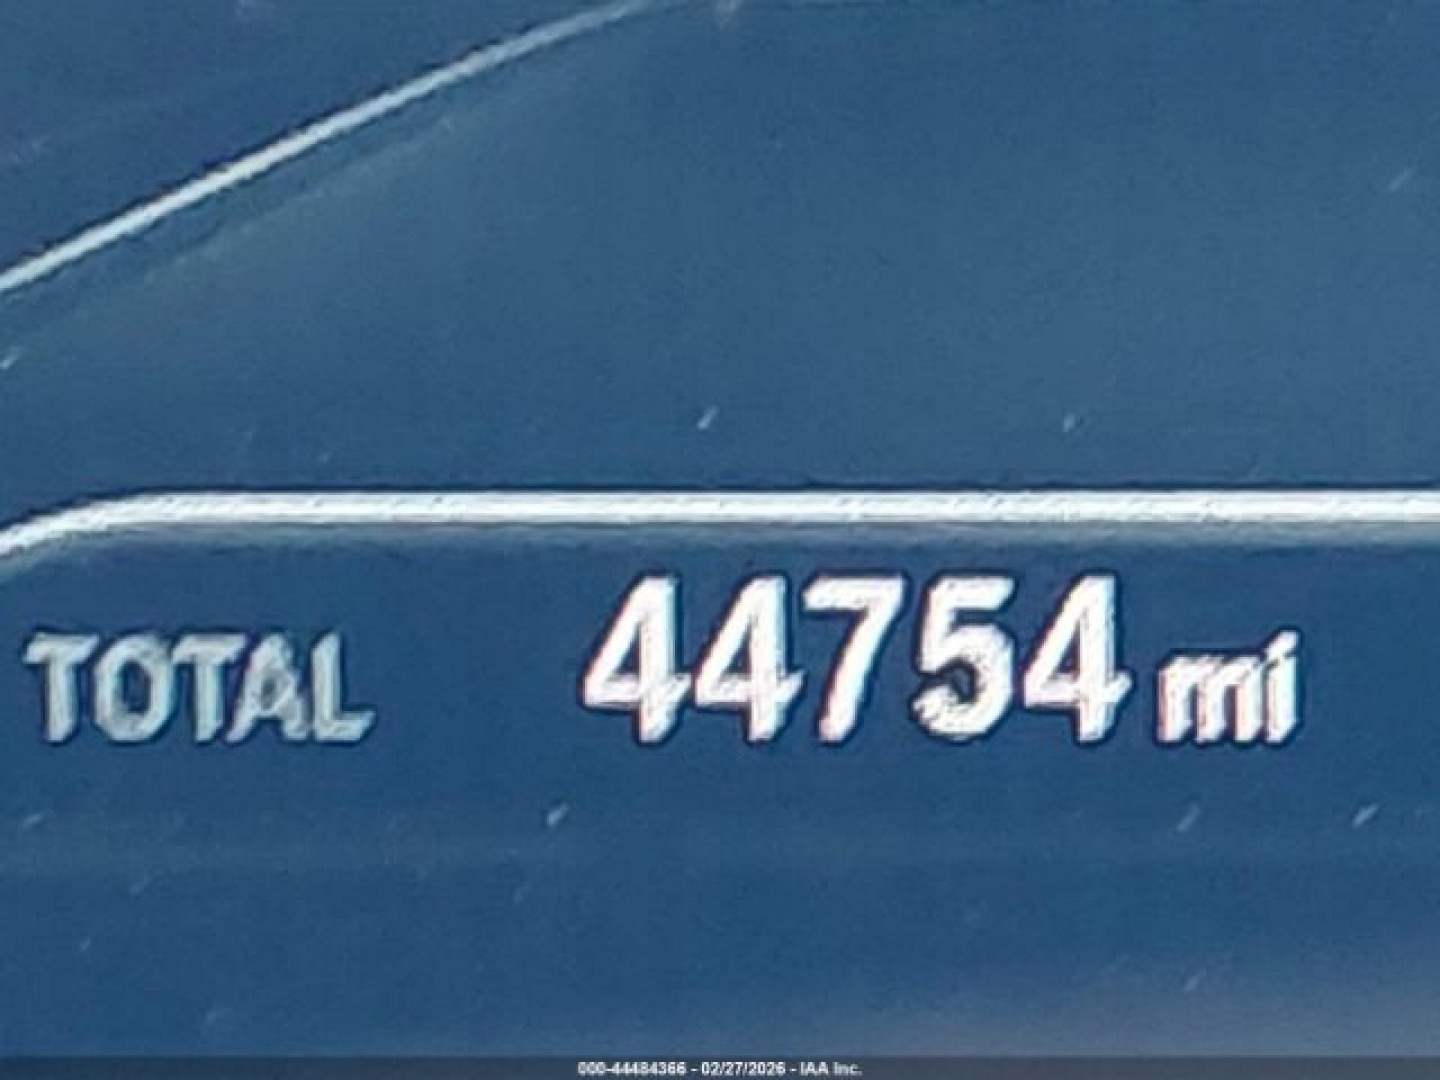 TOTAL 44754 mi
000-44484366 - 02/27/2026 - IAA Inc.